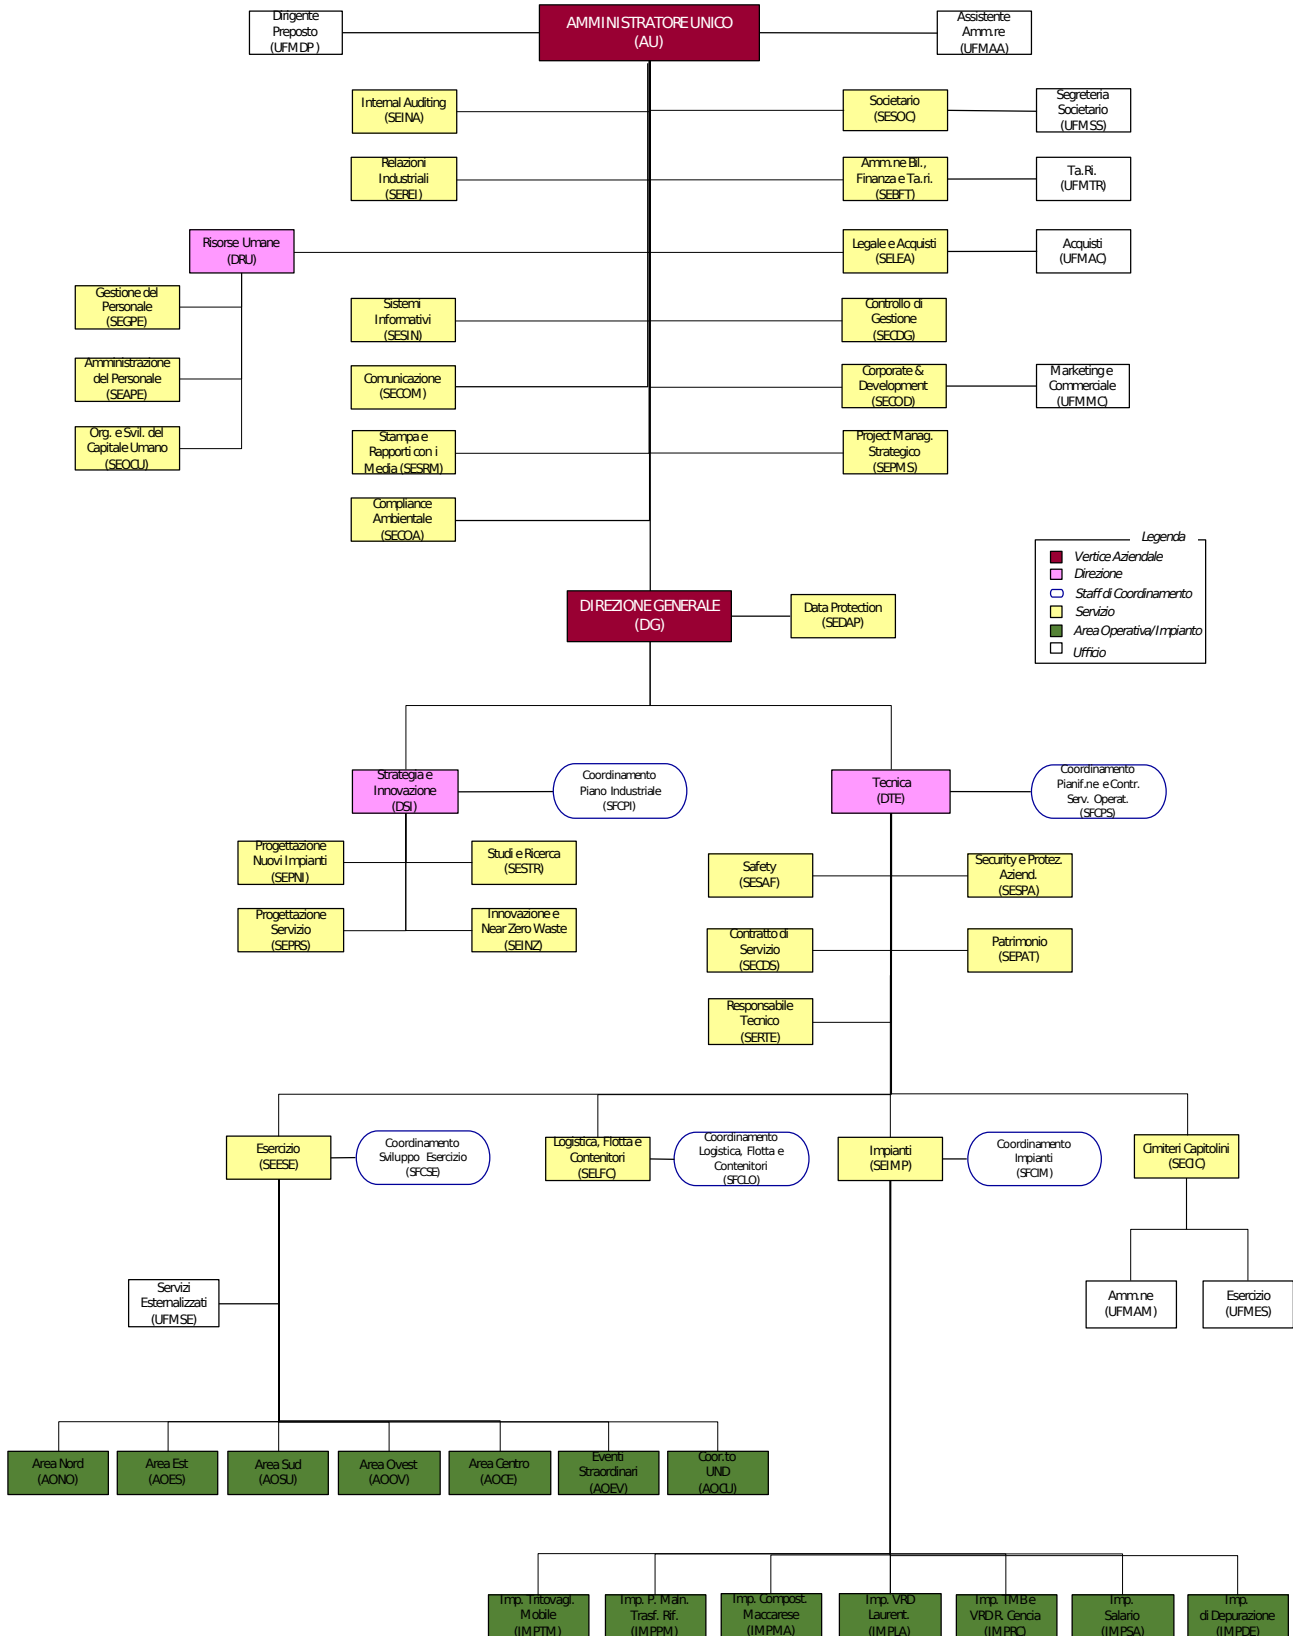 Dirigente
Preposto
(UFMDP)
AMMINISTRATORE UNICO
(AU)
Assistente
Amm.re
(UFMAA)
Internal Auditing
(SEINA)
Societario
(SESOC)
Segreteria
Societario
(UFMSS)
Relazioni
Industriali
(SEREI)
Amm.ne Bil.,
Finanza e Ta.ri.
(SEBFT)
Ta.Ri.
(UFMTR)
Risorse Umane
(DRU)
Legale e Acquisti
(SELEA)
Acquisti
(UFMAC)
Gestione del
Personale
(SEGPE)
Sistemi
Informativi
(SESIN)
Controllo di
Gestione
(SECDG)
Amministrazione
del Personale
(SEAPE)
Comunicazione
(SECOM)
Corporate &
Development
(SECOD)
Marketing e
Commerciale
(UFMMC)
Org. e Svil. del
Capitale Umano
(SEOCU)
Stampa e
Rapporti con i
Media (SESRM)
Project Manag.
Strategico
(SEPMS)
Compliance
Ambientale
(SECOA)
Legenda
Vertice Aziendale
Direzione
Staff di Coordinamento
Servizio
Area Operativa/Impianto
Ufficio
DIREZIONE GENERALE
(DG)
Data Protection
(SEDAP)
Strategia e
Innovazione
(DSI)
Coordinamento
Piano Industriale
(SFCPI)
Tecnica
(DTE)
Coordinamento
Pianif.ne e Contr.
Serv. Operat.
(SFCPS)
Progettazione
Nuovi Impianti
(SEPNI)
Studi e Ricerca
(SESTR)
Safety
(SESAF)
Security e Protez.
Aziend.
(SESPA)
Progettazione
Servizio
(SEPRS)
Innovazione e
Near Zero Waste
(SEINZ)
Contratto di
Servizio
(SECDS)
Patrimonio
(SEPAT)
Responsabile
Tecnico
(SERTE)
Esercizio
(SEESE)
Coordinamento
Sviluppo Esercizio
(SFCSE)
Logistica, Flotta e
Contenitori
(SELFC)
Coordinamento
Logistica, Flotta e
Contenitori
(SFCLO)
Impianti
(SEIMP)
Coordinamento
Impianti
(SFCIM)
Cimiteri Capitolini
(SECIC)
Servizi
Esternalizzati
(UFMSE)
Amm.ne
(UFMAM)
Esercizio
(UFMES)
Area Nord
(AONO)
Area Est
(AOES)
Area Sud
(AOSU)
Area Ovest
(AOOV)
Area Centro
(AOCE)
Eventi
Straordinari
(AOEV)
Coor.to
UND
(AOCU)
Imp. Tritovagl.
Mobile
(IMPTM)
Imp. P. Maln.
Trasf. Rif.
(IMPPM)
Imp. Compost.
Maccarese
(IMPMA)
Imp. VRD
Laurent.
(IMPLA)
Imp. TMB e
VRD R. Cencia
(IMPRC)
Imp.
Salario
(IMPSA)
Imp.
di Depurazione
(IMPDE)